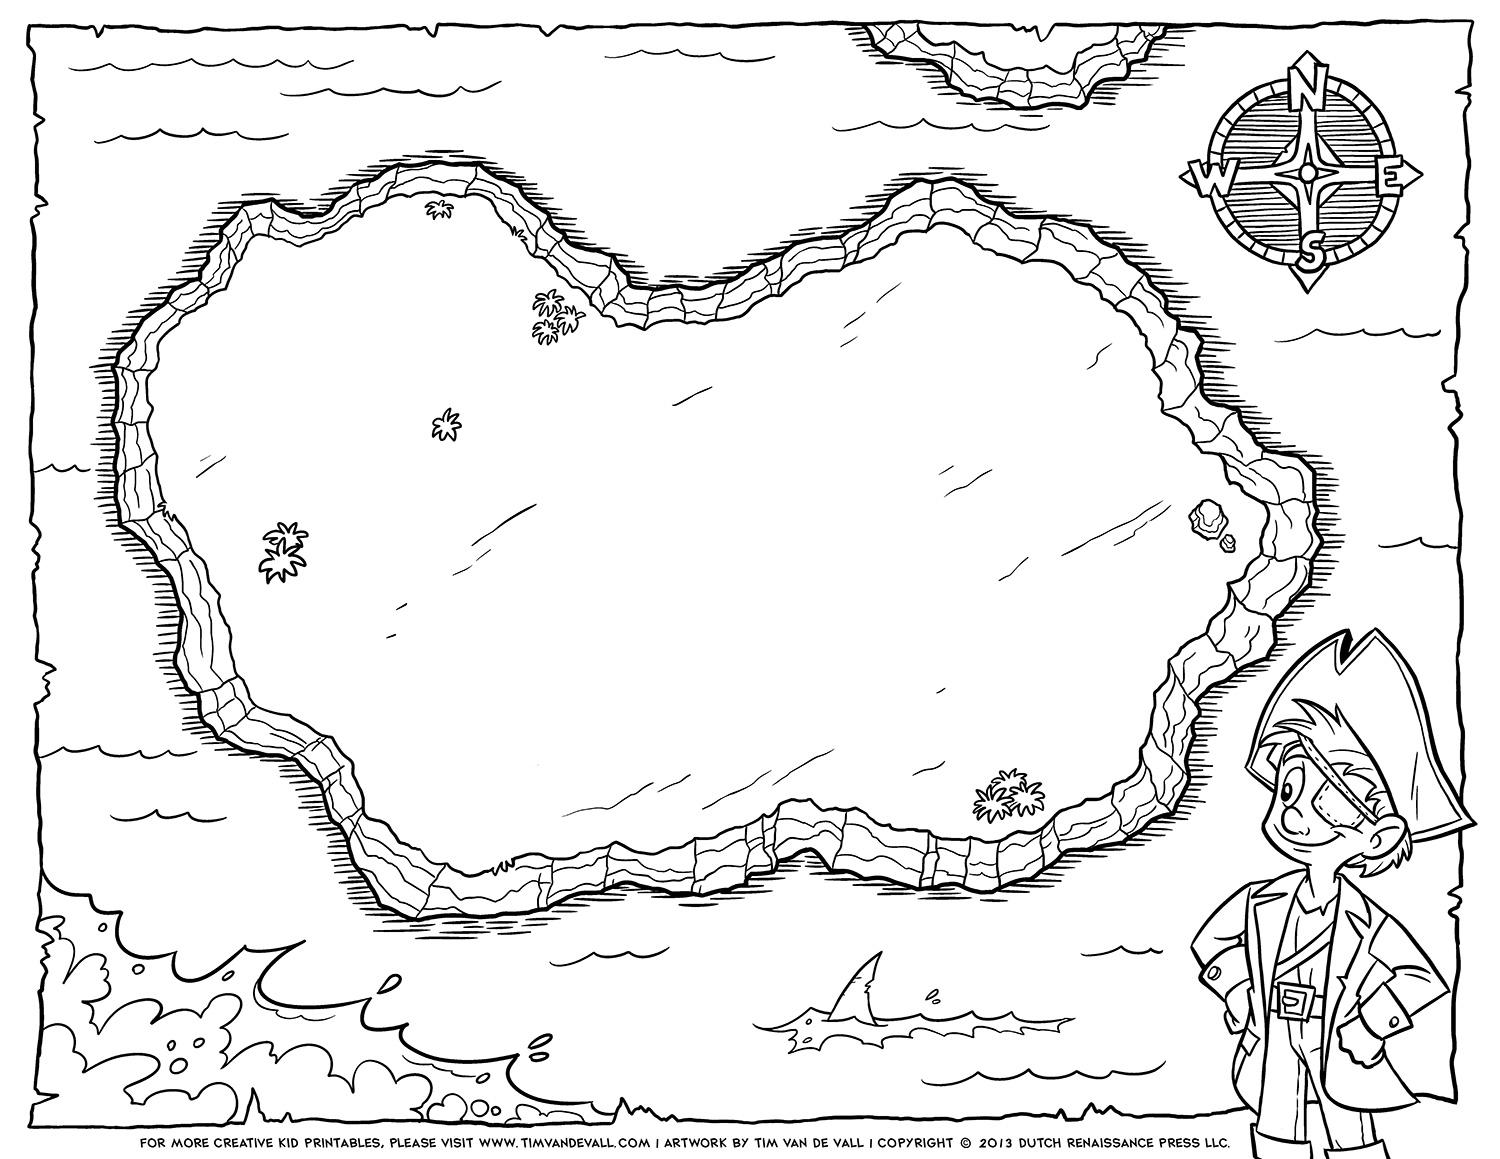 N
W E
S
FOR MORE CREATIVE KID PRINTABLES, PLEASE VISIT WWW.TIMVANDEVALL.COM | ARTWORK BY TIM VAN DE VALL | COPYRIGHT © 2013 DUTCH RENAISSANCE PRESS LLC.